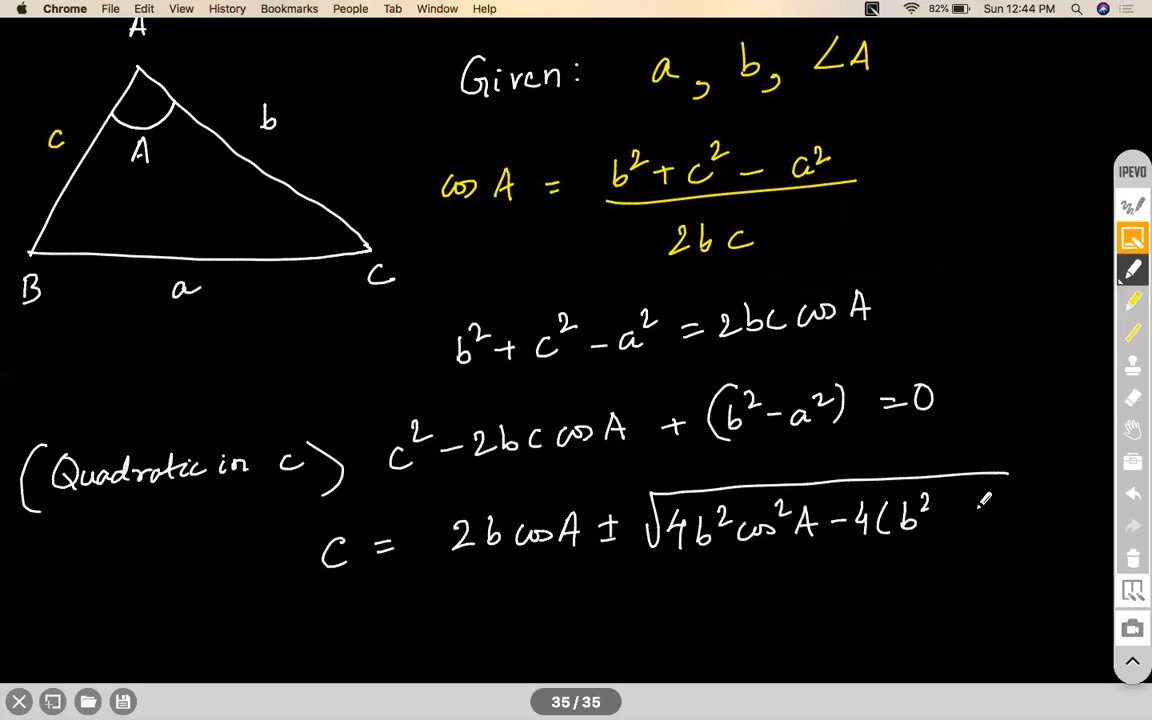 Chrome File Edit View History Bookmarks People Tab Window Help 82% Sun 12:44 PM
A
Given: a, b, ∠A
c
b
A
cos A = (b² + c² - a²) / 2bc
B
a
C
b² + c² - a² = 2bc cos A
(Quadratic in c) c² - 2bc cos A + (b² - a²) = 0
c = 2b cosA ± √4b² cos² A - 4(b²
IPEVO
35/35